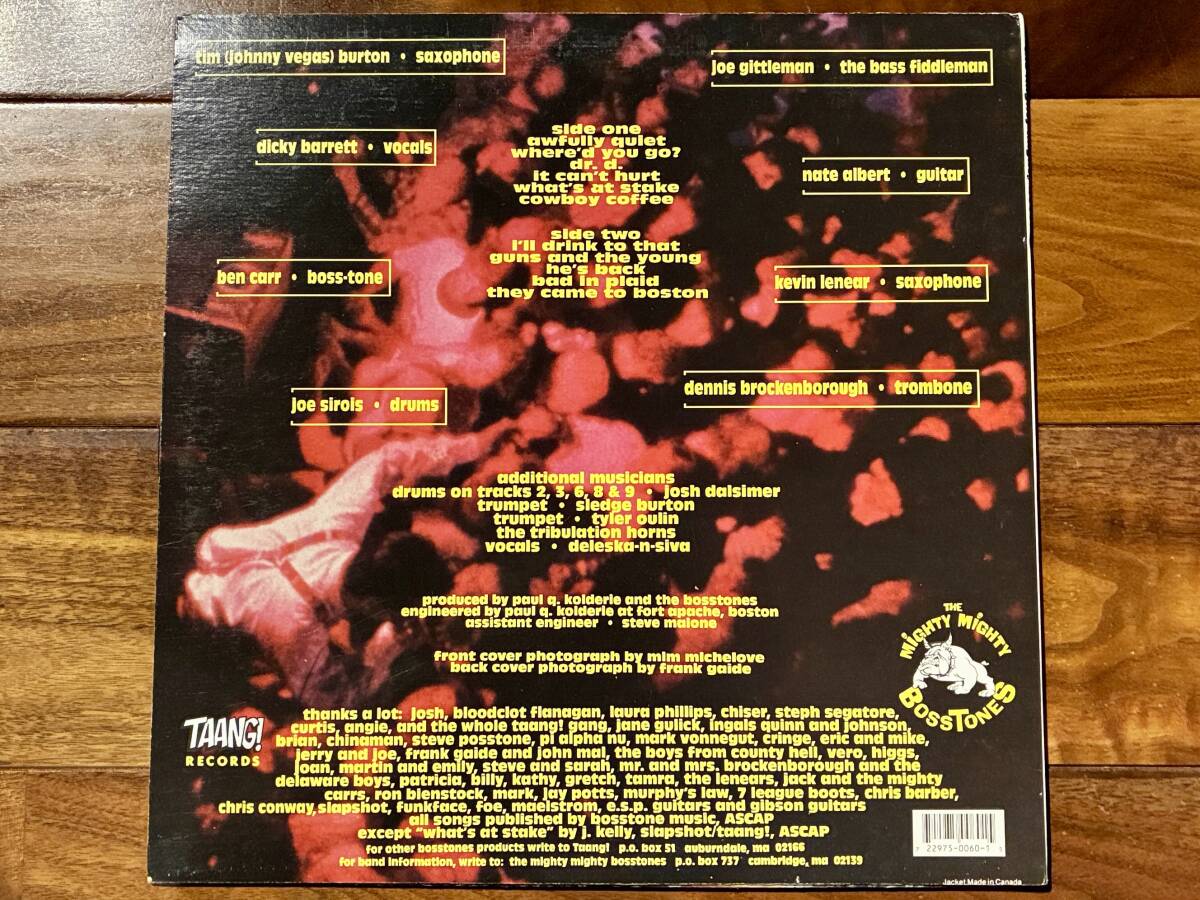 tim (johnny vegas) burton • saxophone
joe gittleman • the bass fiddleman
dicky barrett • vocals
nate albert • guitar
ben carr • boss-tone
kevin lenear • saxophone
joe sirois • drums
dennis brockenborough • trombone
side one
awfully quiet
where'd you go?
dr. d.
it can't hurt
what's at stake
cowboy coffee
side two
i'll drink to that
guns and the young
he's back
bad in plaid
they came to boston
additional musicians
drums on tracks 2, 3, 6, 8 & 9 • josh dalsimer
trumpet • sledge burton
trumpet • tyler oulin
the tribulation horns
vocals • deleska-n-siva
produced by paul q. kolderie and the bosstones
engineered by paul q. kolderie at fort apache, boston
assistant engineer • steve malone
front cover photograph by mim michelove
back cover photograph by frank gaide
THE
MiGHTY MiGHTY
BOSSTONES
TAANG!
RECORDS
thanks a lot: josh, bloodclot flanagan, laura phillips, chiser, steph segatore,
curtis, angie, and the whole taang! gang, jane gulick, ingals quinn and johnson,
brian, chinaman, steve posstone, pi alpha nu, mark vonnegut, cringe, eric and mike,
jerry and joe, frank gaide and john mal, the boys from county hell, vero, higgs,
joan, martin and emily, steve and sarah, mr. and mrs. brockenborough and the
delaware boys, patricia, billy, kathy, gretch, tamra, the lenears, jack and the mighty
carrs, ron blenstock, mark, jay potts, murphy's law, 7 league boots, chris barber,
chris conway, slapshot, funkface, foe, maelstrom, e.s.p. guitars and gibson guitars
all songs published by bosstone music, ASCAP
except "what's at stake" by j. kelly, slapshot/taang!, ASCAP
for other bosstones products write to Taang! p.o. box 51 auburndale, ma 02166
for band information, write to: the mighty mighty bosstones p.o. box 737 cambridge, ma 02139
7 22975-0060-1
Jacket Made in Canada